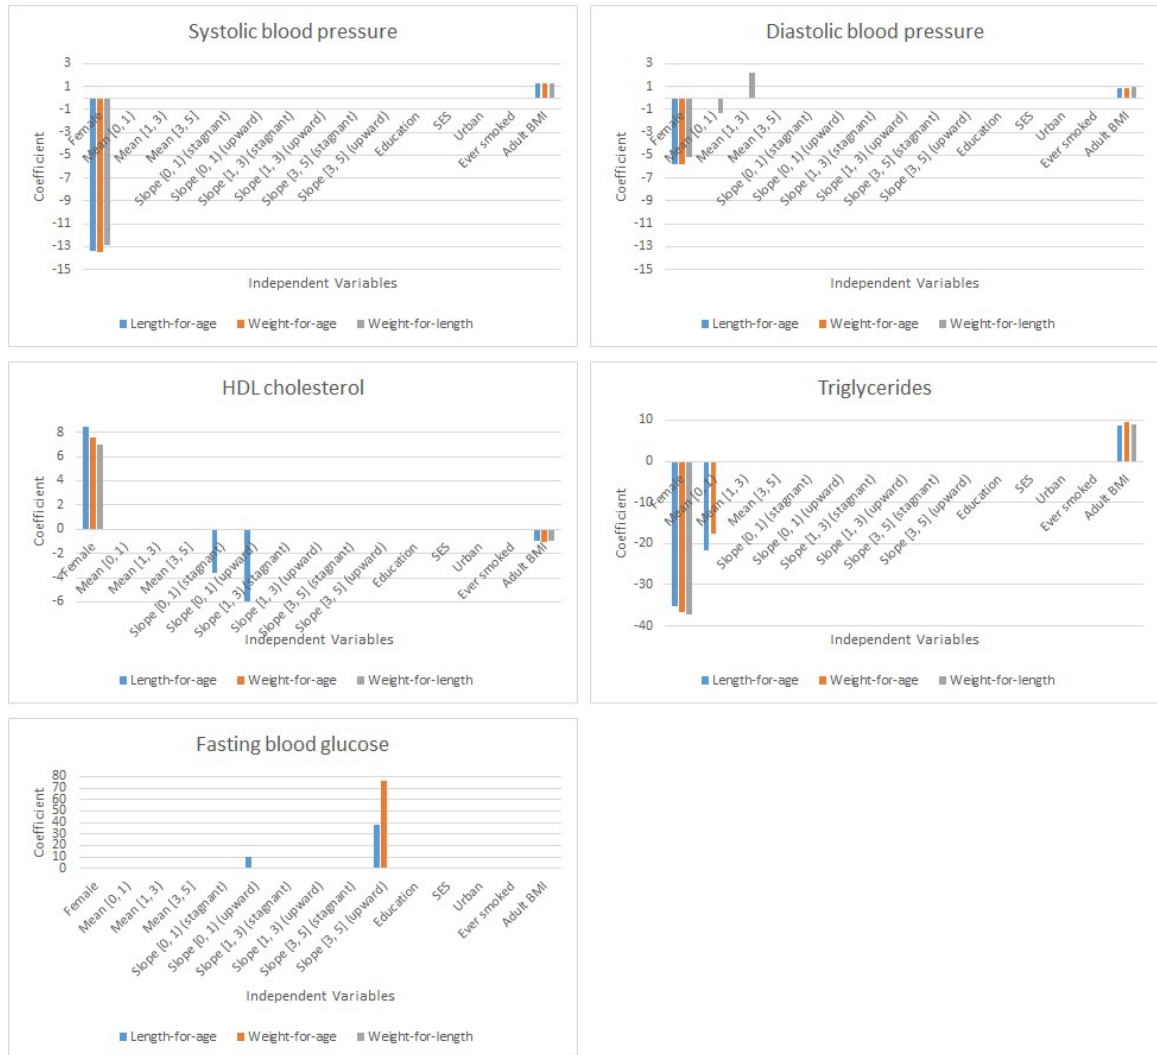 Systolic blood pressure
3
1
-1
-3
-5
-7
-9
-11
-13
-15
Coefficient
Female
Mean [0, 1)
Mean [1, 3)
Mean [3, 5]
Slope [0, 1) (stagnant)
Slope [0, 1) (upward)
Slope [1, 3) (stagnant)
Slope [1, 3) (upward)
Slope [3, 5] (stagnant)
Slope [3, 5] (upward)
Education
SES
Urban
Ever smoked
Adult BMI
Independent Variables
Length-for-age Weight-for-age Weight-for-length
Diastolic blood pressure
3
1
-1
-3
-5
-7
-9
-11
-13
-15
Coefficient
Female
Mean [0, 1)
Mean [1, 3)
Mean [3, 5]
Slope [0, 1) (stagnant)
Slope [0, 1) (upward)
Slope [1, 3) (stagnant)
Slope [1, 3) (upward)
Slope [3, 5] (stagnant)
Slope [3, 5] (upward)
Education
SES
Urban
Ever smoked
Adult BMI
Independent Variables
Length-for-age Weight-for-age Weight-for-length
HDL cholesterol
8
6
4
2
0
-2
-4
-6
Coefficient
Female
Mean [0, 1)
Mean [1, 3)
Mean [3, 5]
Slope [0, 1) (stagnant)
Slope [0, 1) (upward)
Slope [1, 3) (stagnant)
Slope [1, 3) (upward)
Slope [3, 5] (stagnant)
Slope [3, 5] (upward)
Education
SES
Urban
Ever smoked
Adult BMI
Independent Variables
Length-for-age Weight-for-age Weight-for-length
Triglycerides
10
0
-10
-20
-30
-40
Coefficient
Female
Mean [0, 1)
Mean [1, 3)
Mean [3, 5]
Slope [0, 1) (stagnant)
Slope [0, 1) (upward)
Slope [1, 3) (stagnant)
Slope [1, 3) (upward)
Slope [3, 5] (stagnant)
Slope [3, 5] (upward)
Education
SES
Urban
Ever smoked
Adult BMI
Independent Variables
Length-for-age Weight-for-age Weight-for-length
Fasting blood glucose
80
70
60
50
40
30
20
10
0
Coefficient
Female
Mean [0, 1)
Mean [1, 3)
Mean [3, 5]
Slope [0, 1) (stagnant)
Slope [0, 1) (upward)
Slope [1, 3) (stagnant)
Slope [1, 3) (upward)
Slope [3, 5] (stagnant)
Slope [3, 5] (upward)
Education
SES
Urban
Ever smoked
Adult BMI
Independent Variables
Length-for-age Weight-for-age Weight-for-length